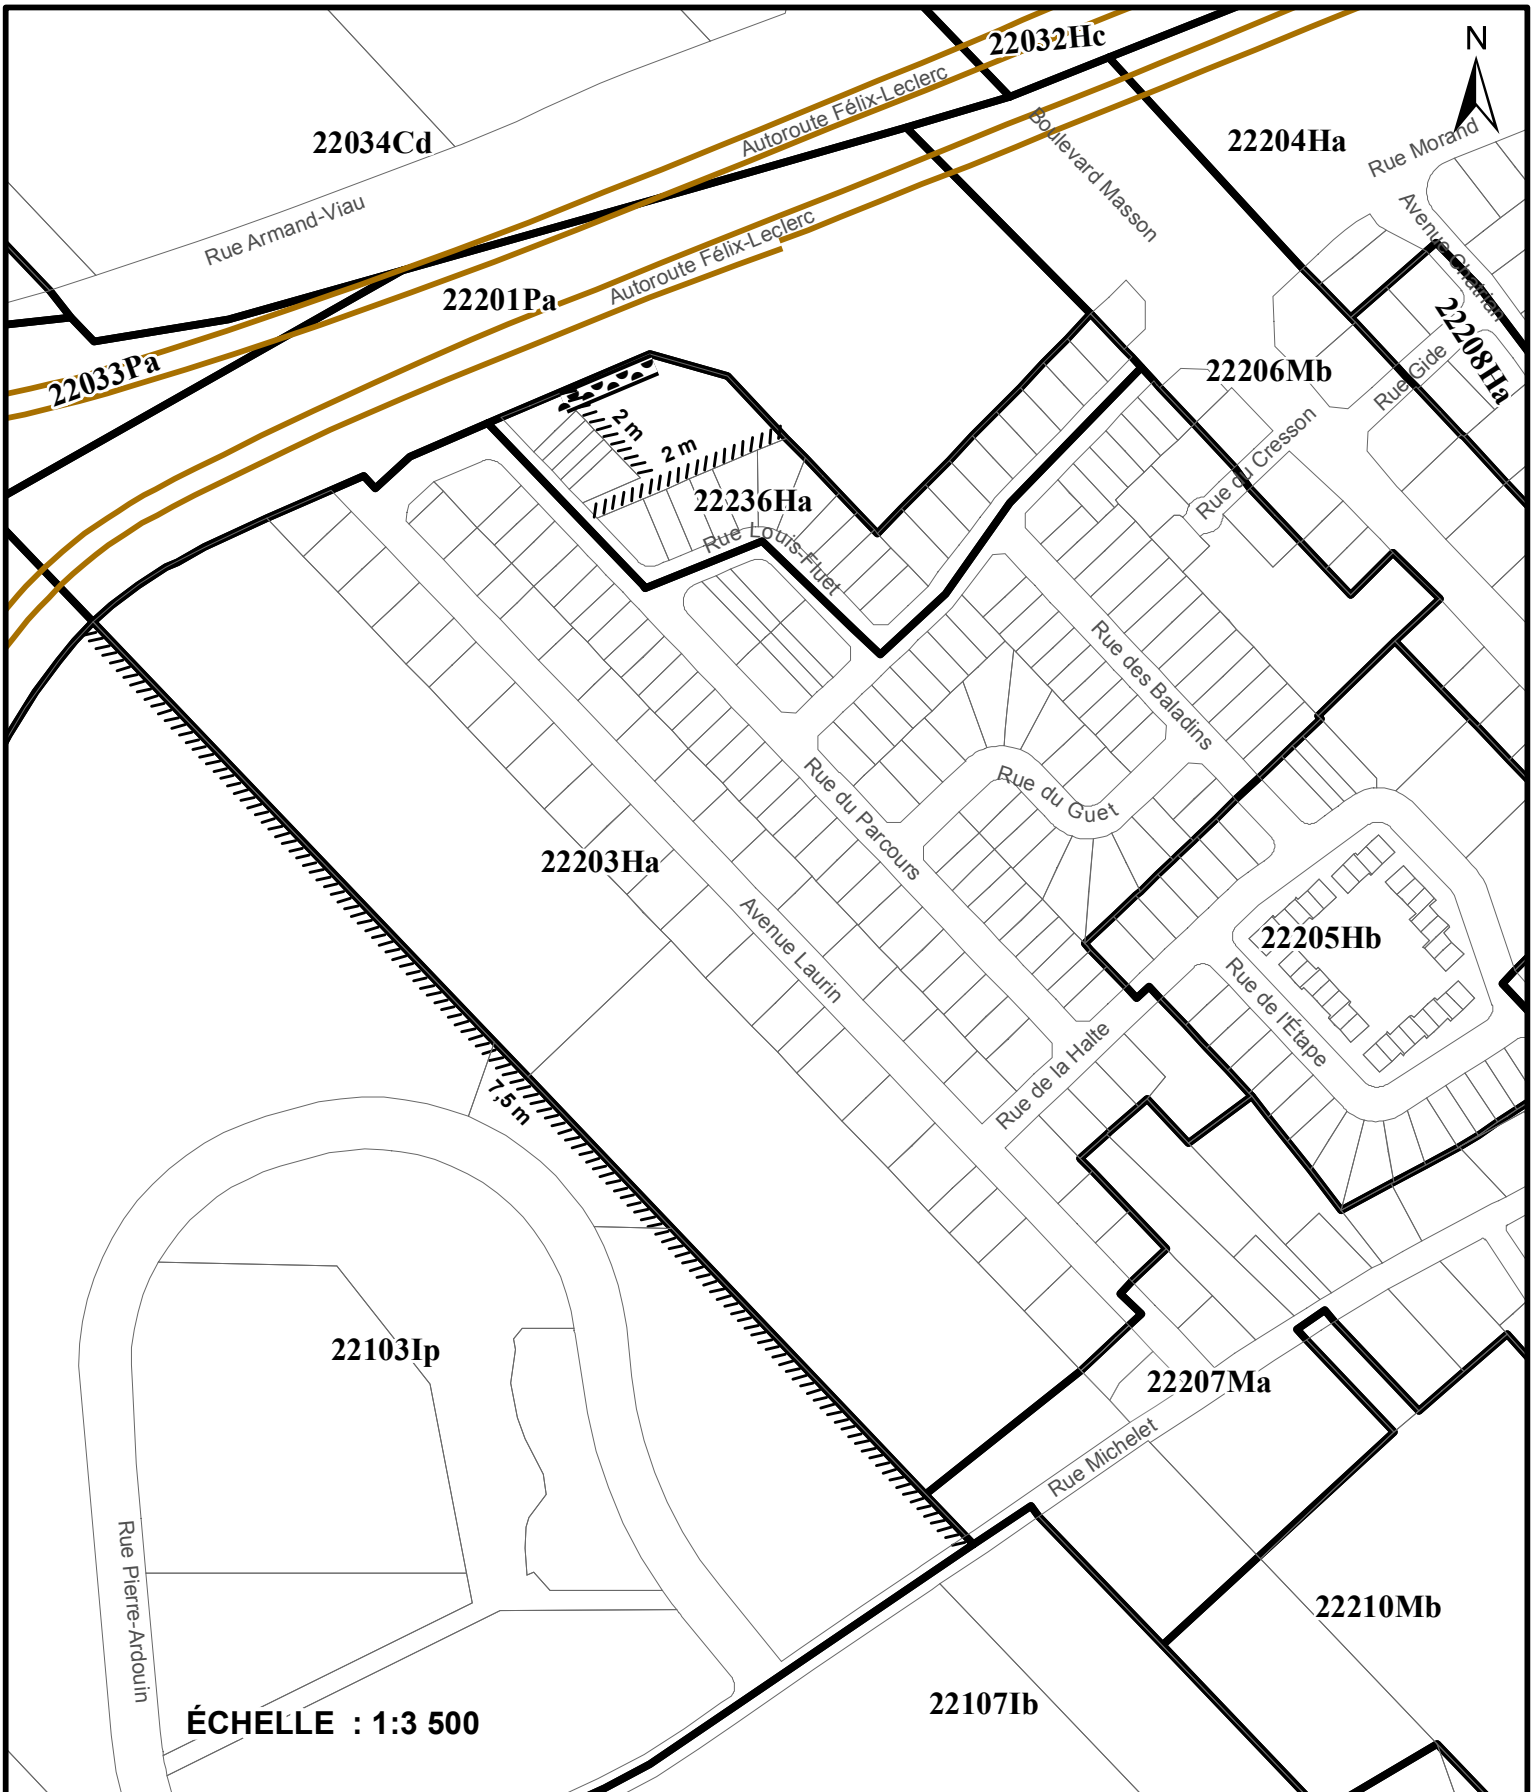 22032Hc
N
Autoroute Félix-Leclerc
22034Cd
Boulevard Masson
22204Ha
Rue Morand
Rue Armand-Viau
Avenue Chatrian
Autoroute Félix-Leclerc
22201Pa
22033Pa
22206Mb
22208Ha
Rue Gide
2 m
2 m
22236Ha
Rue du Cresson
Rue Louis-Fluet
Rue des Baladins
Rue du Parcours
Rue du Guet
22203Ha
Avenue Laurin
22205Hb
Rue de l'Étape
Rue de la Halte
7,5 m
22103Ip
22207Ma
Rue Michelet
Rue Pierre-Ardouin
22210Mb
22107Ib
ÉCHELLE : 1:3 500